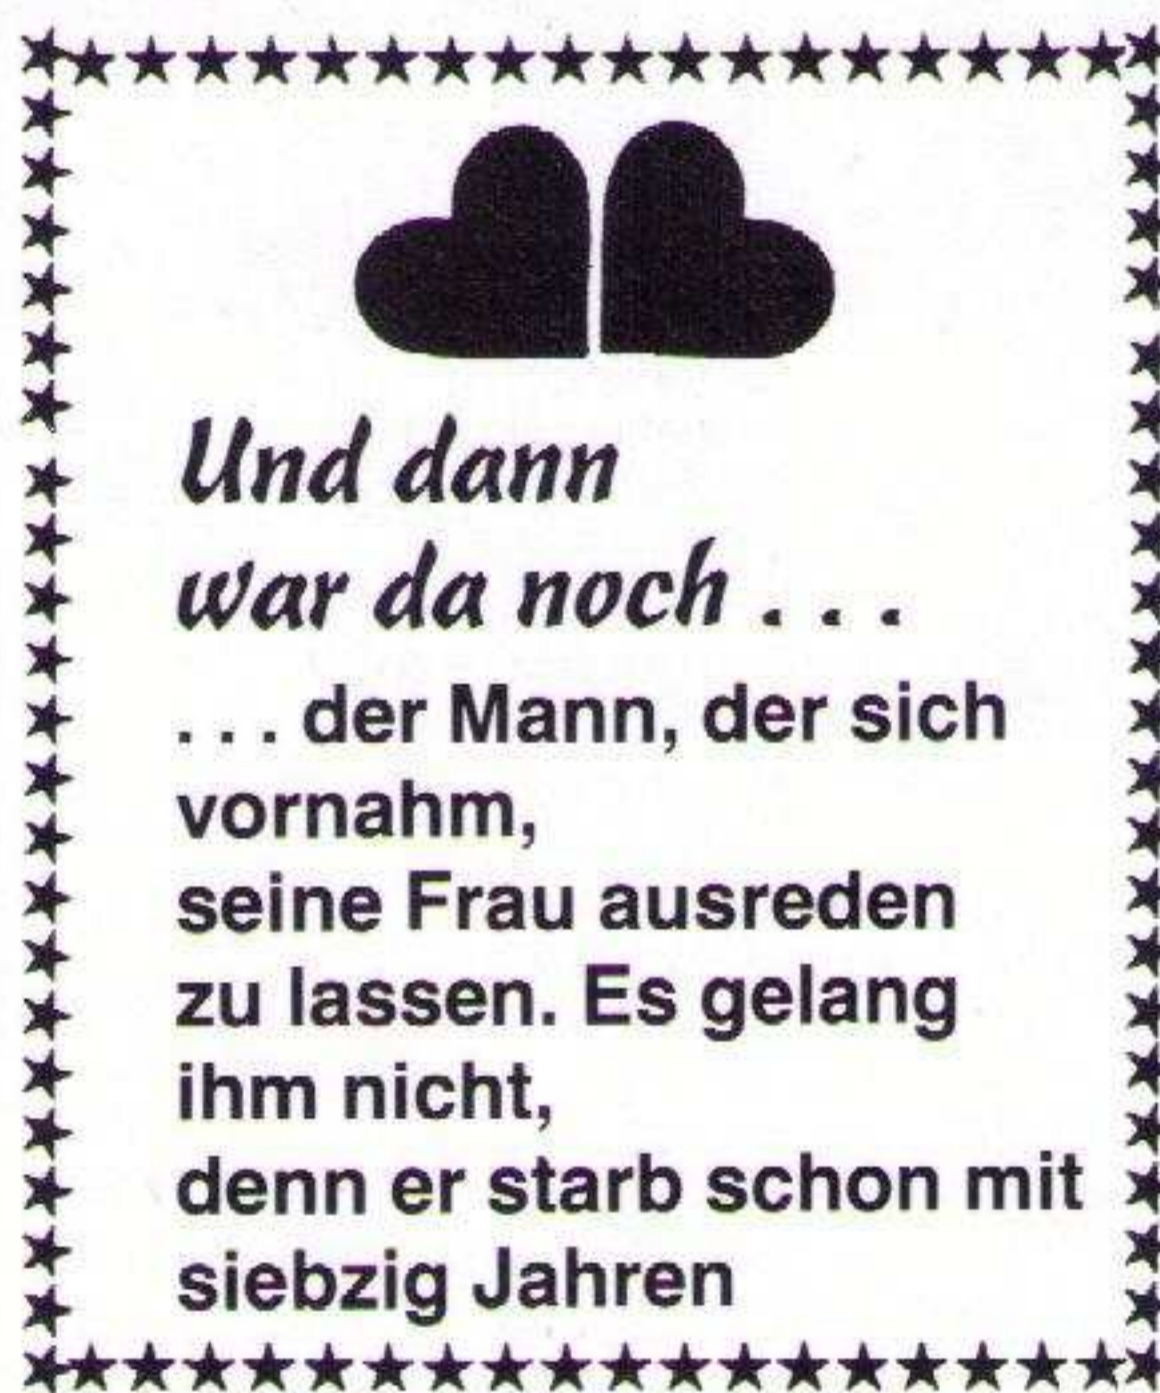 Und dann
war da noch . . .
. . . der Mann, der sich
vornahm,
seine Frau ausreden
zu lassen. Es gelang
ihm nicht,
denn er starb schon mit
siebzig Jahren